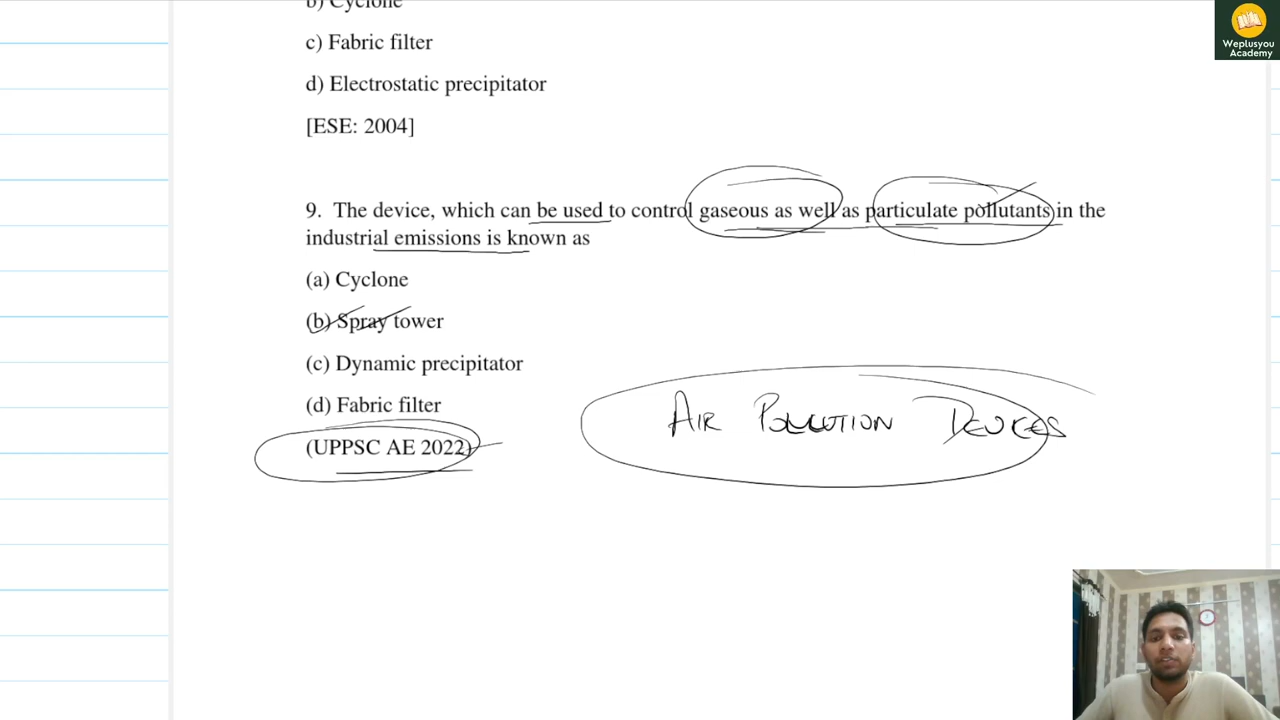 b) Cyclone
Weplusyou
Academy
c) Fabric filter
d) Electrostatic precipitator
[ESE: 2004]
9. The device, which can be used to control gaseous as well as particulate pollutants in the
industrial emissions is known as
(a) Cyclone
(b) Spray tower
(c) Dynamic precipitator
(d) Fabric filter
AIR POLLUTION DEVICES
(UPPSC AE 2022)